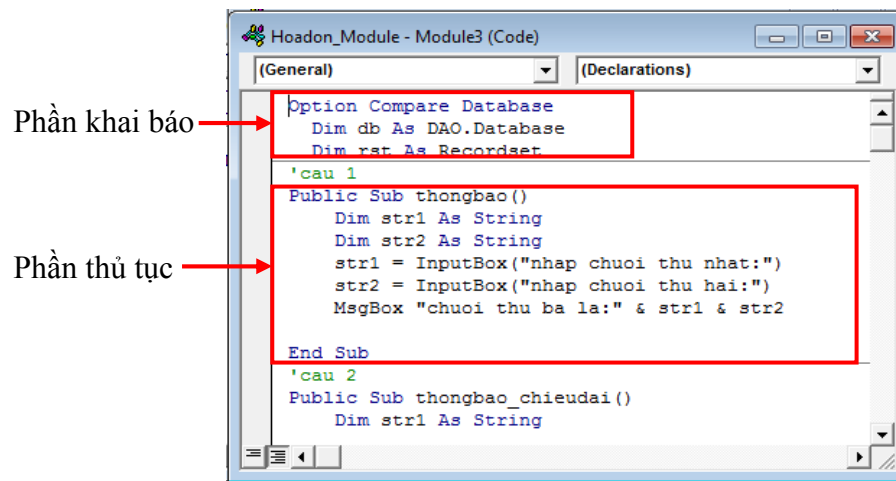 Hoadon_Module - Module3 (Code)
(General) (Declarations)
Phần khai báo
Option Compare Database
Dim db As DAO.Database
Dim rst As Recordset
'cau 1
Public Sub thongbao()
Dim str1 As String
Dim str2 As String
Phần thủ tục
str1 = InputBox("nhap chuoi thu nhat:")
str2 = InputBox("nhap chuoi thu hai:")
MsgBox "chuoi thu ba la:" & str1 & str2
End Sub
'cau 2
Public Sub thongbao_chieudai()
Dim str1 As String